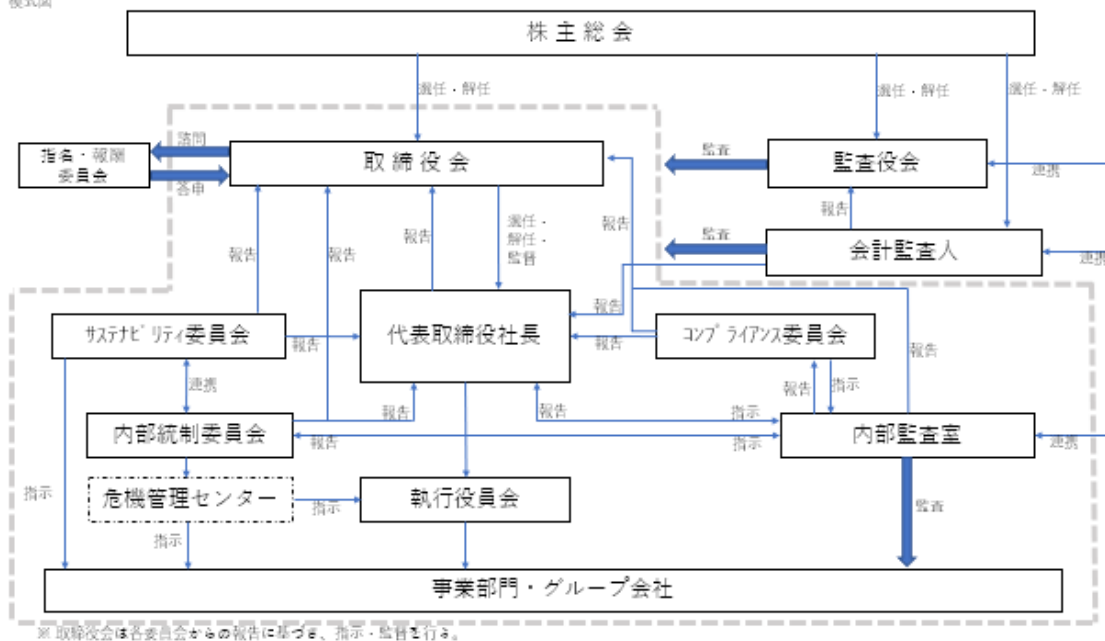 模式図
株主総会
選任・解任
選任・解任
選任・解任
諮問
指名・報酬
委員会
答申
取締役会
監査
監査役会
連携
報告
報告
報告
報告
選任・
解任・
監督
報告
監査
会計監査人
連携
サステナビリティ委員会
報告
代表取締役社長
報告
報告
コンプライアンス委員会
報告
連携
報告
指示
内部統制委員会
報告
報告
報告
指示
指示
内部監査室
連携
指示
危機管理センター
指示
執行役員会
監査
指示
事業部門・グループ会社
※ 取締役会は各委員会からの報告に基づき、指示・監督を行う。